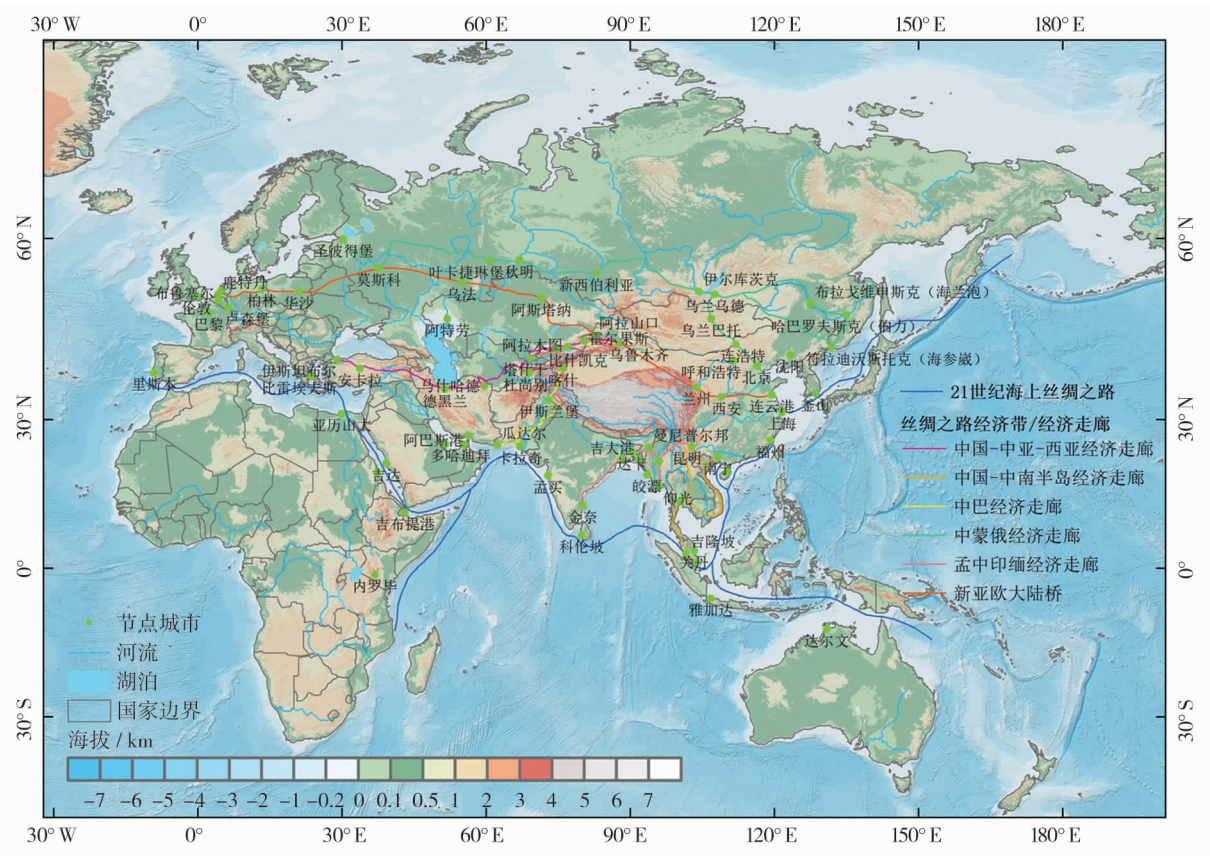 30° W 0° 30° E 60° E 90° E 120° E 150° E 180° E
60° N
30° N
0°
30° S
60° N
30° N
0°
30° S
圣彼得堡
莫斯科
叶卡捷琳堡
秋明
新西伯利亚
伊尔库茨克
布拉戈维申斯克（海兰泡）
鹿特丹
布鲁塞尔
柏林
华沙
伦敦
巴黎
卢森堡
乌法
阿斯塔纳
乌兰乌德
乌兰巴托
哈巴罗夫斯克（伯力）
阿特劳
阿拉山口
霍尔果斯
阿拉木图
比什凯克
乌鲁木齐
二连浩特
沈阳
符拉迪沃斯托克（海参崴）
里斯本
伊斯坦布尔
比雷埃夫斯
安卡拉
马什哈德
德黑兰
塔什干
杜尚别
喀什
呼和浩特
北京
兰州
西安
连云港
釜山
上海
亚历山大
伊斯兰堡
阿巴斯港
多哈
迪拜
瓜达尔
卡拉奇
吉大港
达卡
曼尼普尔邦
昆明
南宁
福州
吉达
孟买
皎漂
仰光
吉布提港
金奈
科伦坡
吉隆坡
关丹
内罗毕
雅加达
达尔文
21世纪海上丝绸之路
丝绸之路经济带/经济走廊
中国-中亚-西亚经济走廊
中国-中南半岛经济走廊
中巴经济走廊
中蒙俄经济走廊
孟中印缅经济走廊
新亚欧大陆桥
节点城市
河流
湖泊
国家边界
海拔 / km
-7 -6 -5 -4 -3 -2 -1 -0.2 0 0.1 0.5 1 2 3 4 5 6 7
30° W 0° 30° E 60° E 90° E 120° E 150° E 180° E